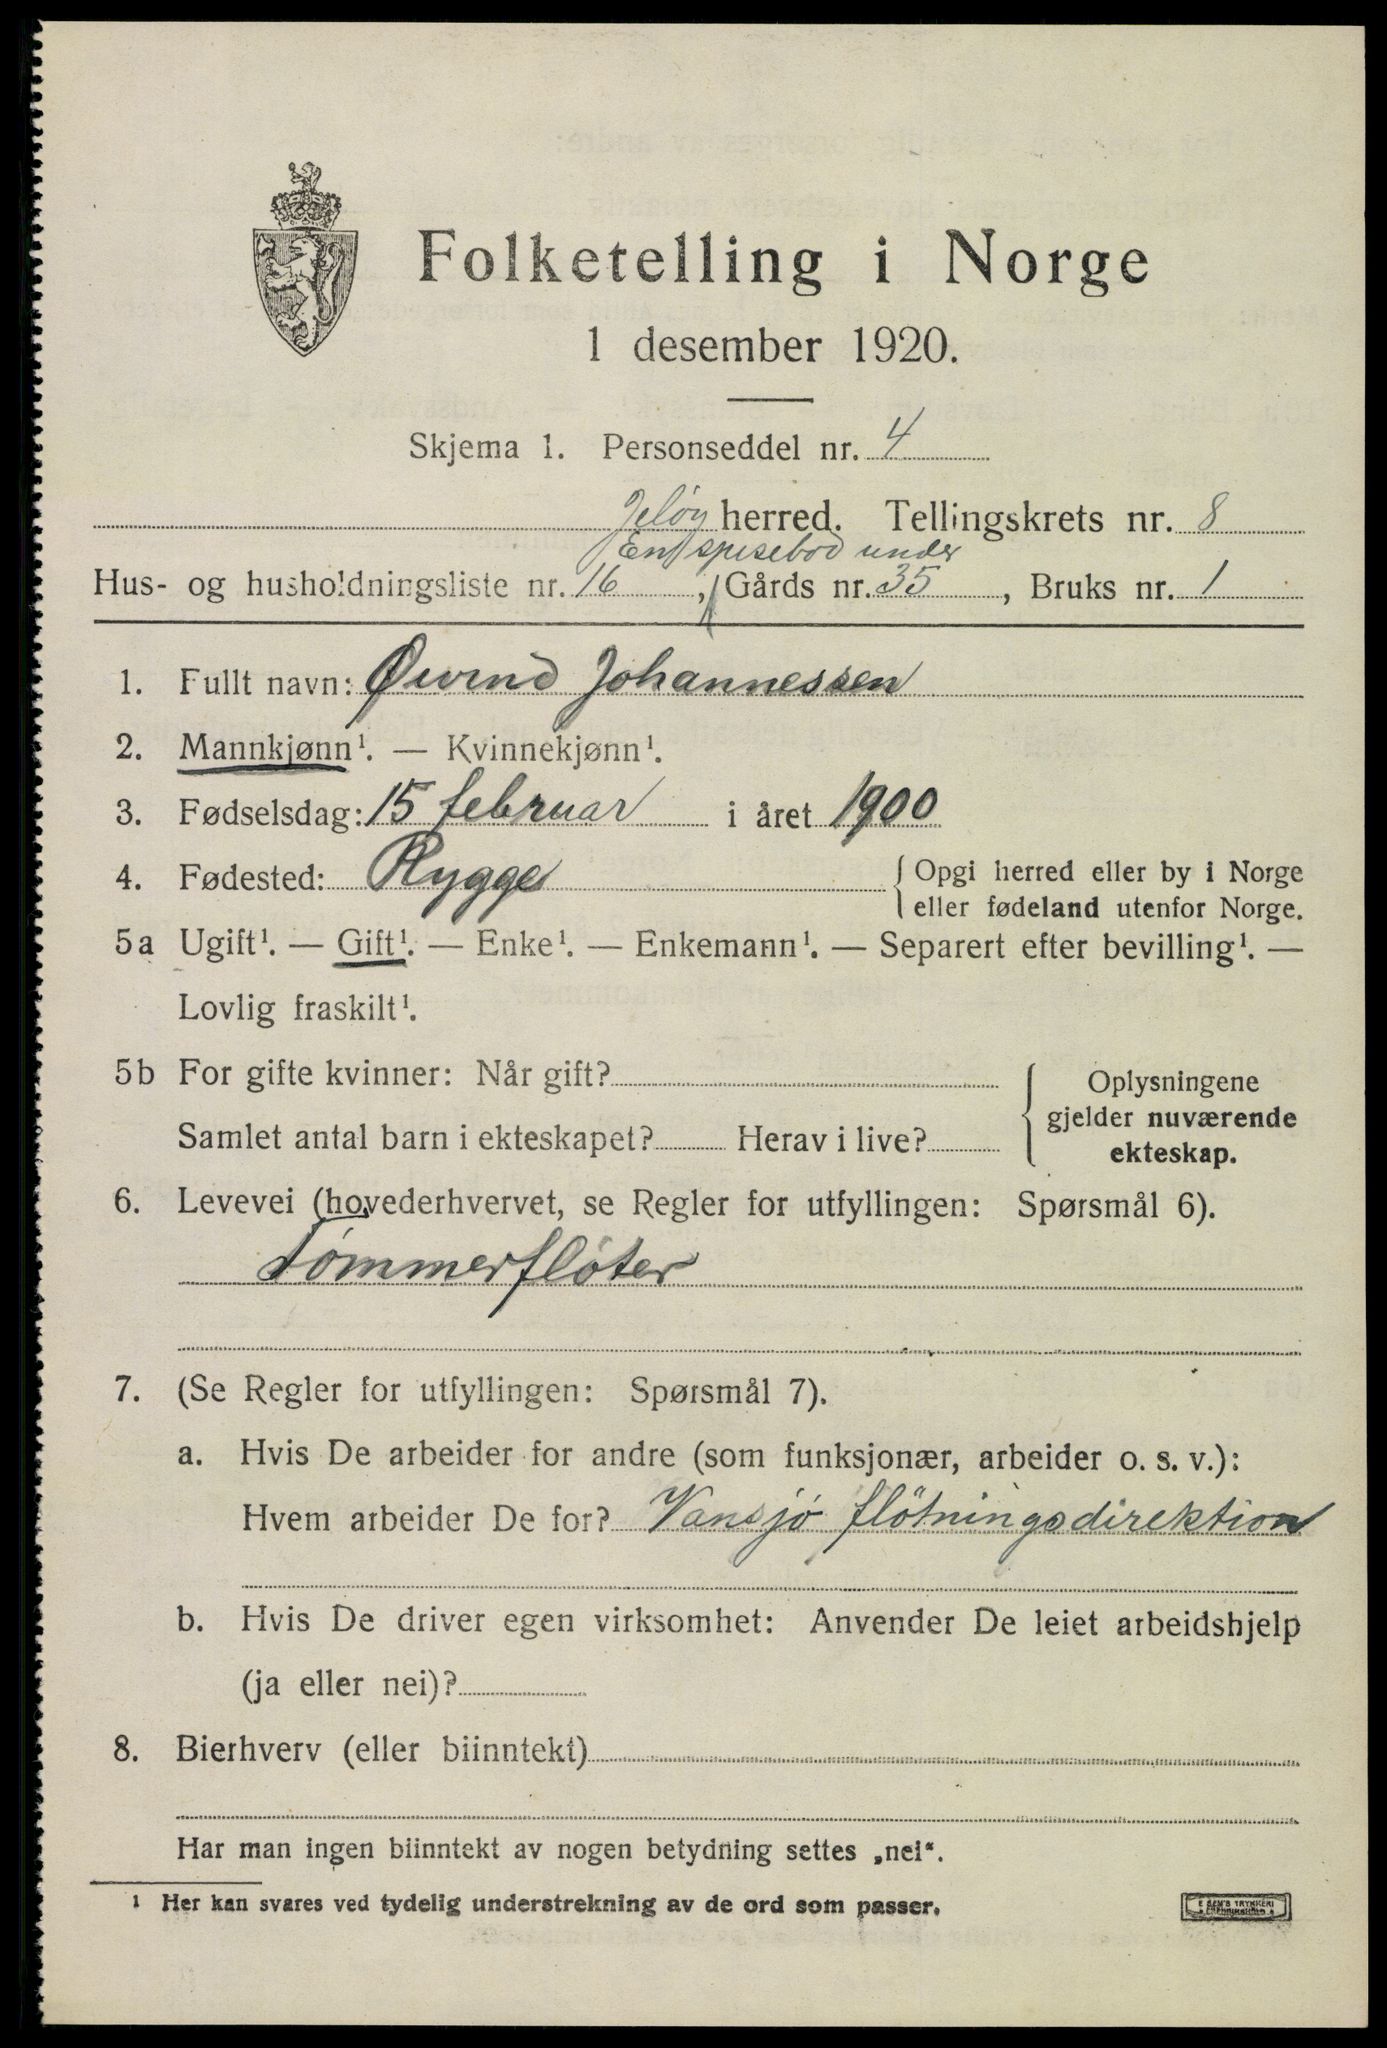 Folketelling i Norge
1 desember 1920.
Skjema 1. Personseddel nr. 4
Jeløy herred. Tellingskrets nr. 8
En spisebod under
Hus- og husholdningsliste nr. 16, Gårds nr. 35, Bruks nr. 1
1. Fullt navn: Øivind Johannessen
2. Mannkjønn¹. — Kvinnekjønn¹.
3. Fødselsdag: 15 februar i året 1900
4. Fødested: Rygge { Opgi herred eller by i Norge
eller fødeland utenfor Norge.
5a Ugift¹. — Gift¹. — Enke¹. — Enkemann¹. — Separert efter bevilling¹. —
Lovlig fraskilt¹.
5b For gifte kvinner: Når gift? { Oplysningene
gjelder nuværende
Samlet antal barn i ekteskapet? Herav i live?
ekteskap.
6. Levevei (hovederhvervet, se Regler for utfyllingen: Spørsmål 6).
Tømmerfløter
7. (Se Regler for utfyllingen: Spørsmål 7).
a. Hvis De arbeider for andre (som funksjonær, arbeider o. s. v.):
Hvem arbeider De for? Vansjø fløtningsdirektion
b. Hvis De driver egen virksomhet: Anvender De leiet arbeidshjelp
(ja eller nei)?
8. Bierhverv (eller biinntekt)
Har man ingen biinntekt av nogen betydning settes „nei“.
¹ Her kan svares ved tydelig understrekning av de ord som passer.